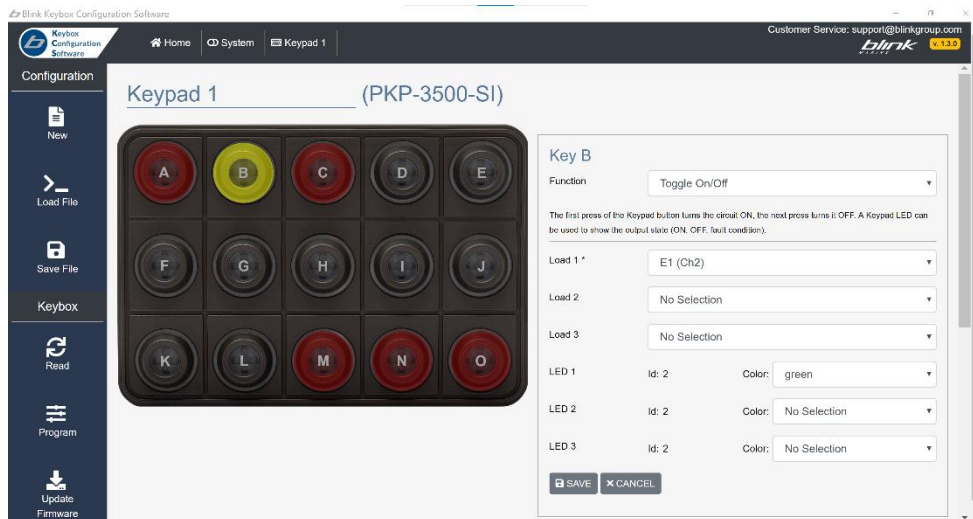 Blink Keybox Configuration Software
Keybox
Configuration
Software
Home
System
Keypad 1
Customer Service: support@blinkgroup.com
blink
MARINE
v. 1.3.0
Configuration
New
Load File
Save File
Keybox
Read
Program
Update
Firmware
Keypad 1 (PKP-3500-SI)
A B C D E
F G H I J
K L M N O
Key B
Function Toggle On/Off
The first press of the Keypad button turns the circuit ON, the next press turns it OFF. A Keypad LED can
be used to show the output state (ON, OFF, fault condition).
Load 1 * E1 (Ch2)
Load 2 No Selection
Load 3 No Selection
LED 1 Id: 2 Color: green
LED 2 Id: 2 Color: No Selection
LED 3 Id: 2 Color: No Selection
SAVE CANCEL